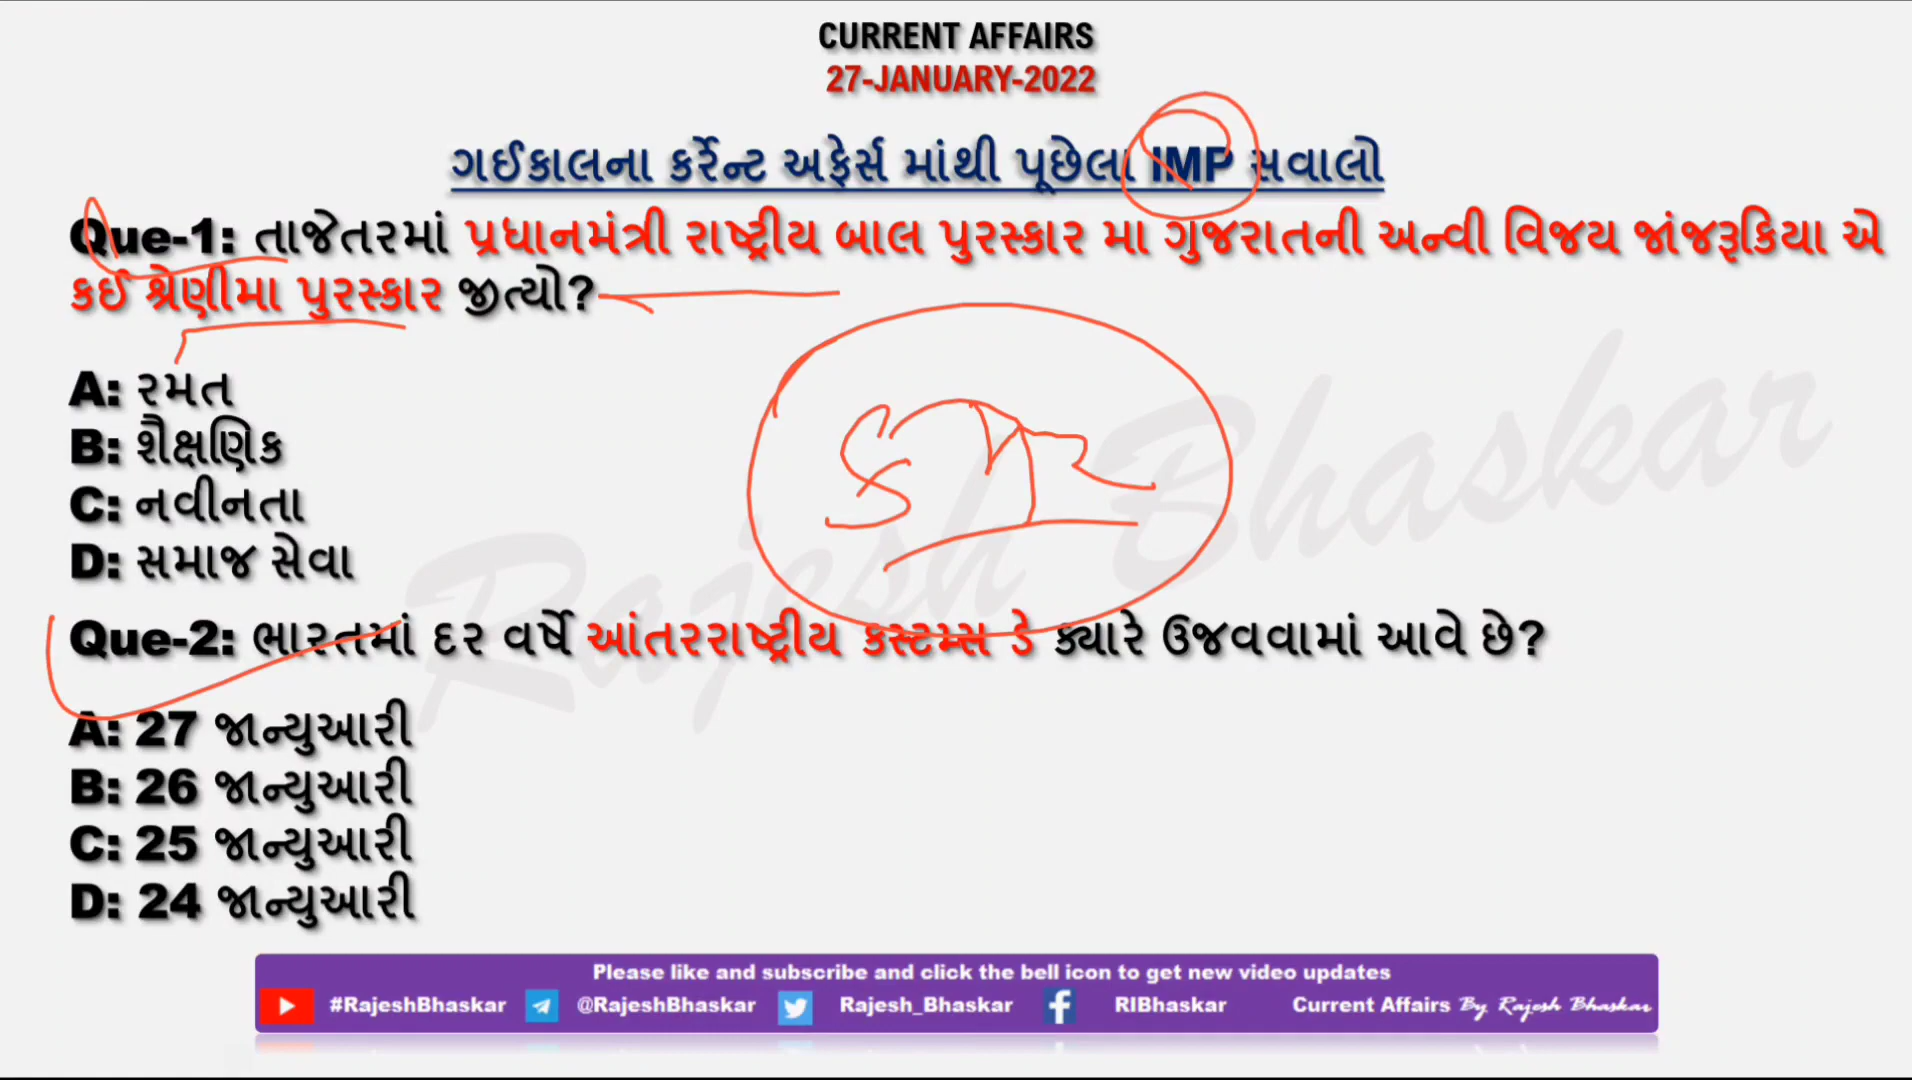 CURRENT AFFAIRS
27-JANUARY-2022
ગઈકાલના કર્રેન્ટ અફેર્સ માંથી પૂછેલા IMP સવાલો
Que-1: તાજેતરમાં પ્રધાનમંત્રી રાષ્ટ્રીય બાલ પુરસ્કાર મા ગુજરાતની અન્વી વિજય જાંજરૂકિયા એ
કઈ શ્રેણીમા પુરસ્કાર જીત્યો?
A: રમત
B: શૈક્ષણિક
C: નવીનતા
D: સમાજ સેવા
Que-2: ભારતમાં દર વર્ષે આંતરરાષ્ટ્રીય કસ્ટમ્સ ડે ક્યારે ઉજવવામાં આવે છે?
A: 27 જાન્યુઆરી
B: 26 જાન્યુઆરી
C: 25 જાન્યુઆરી
D: 24 જાન્યુઆરી
Rajesh Bhaskar
Please like and subscribe and click the bell icon to get new video updates
#RajeshBhaskar @RajeshBhaskar Rajesh_Bhaskar RIBhaskar Current Affairs By Rajesh Bhaskar